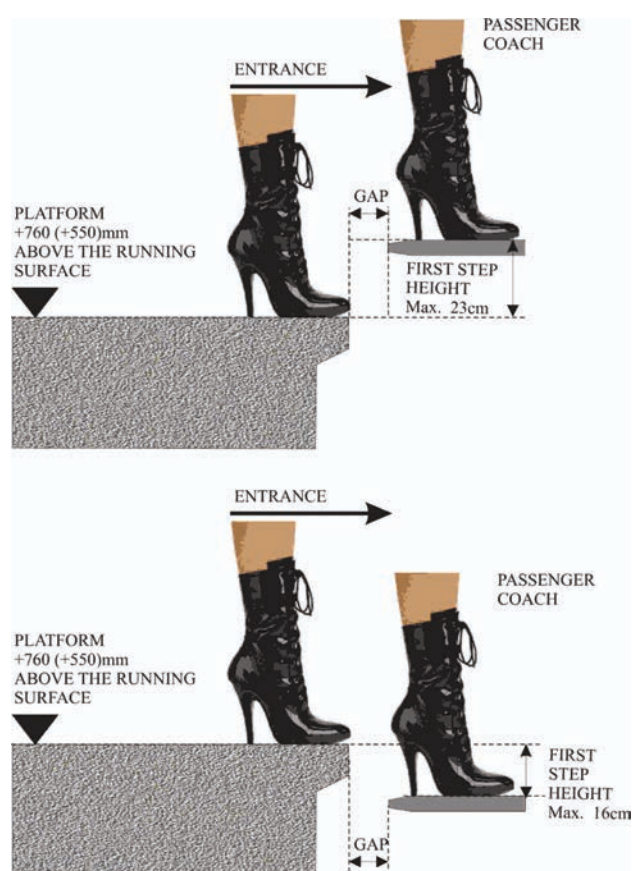 PASSENGER
COACH
ENTRANCE
GAP
PLATFORM
+760 (+550)mm
ABOVE THE RUNNING
SURFACE
FIRST STEP
HEIGHT
Max. 23cm
ENTRANCE
PASSENGER
COACH
PLATFORM
+760 (+550)mm
ABOVE THE RUNNING
SURFACE
FIRST
STEP
HEIGHT
Max. 16cm
GAP